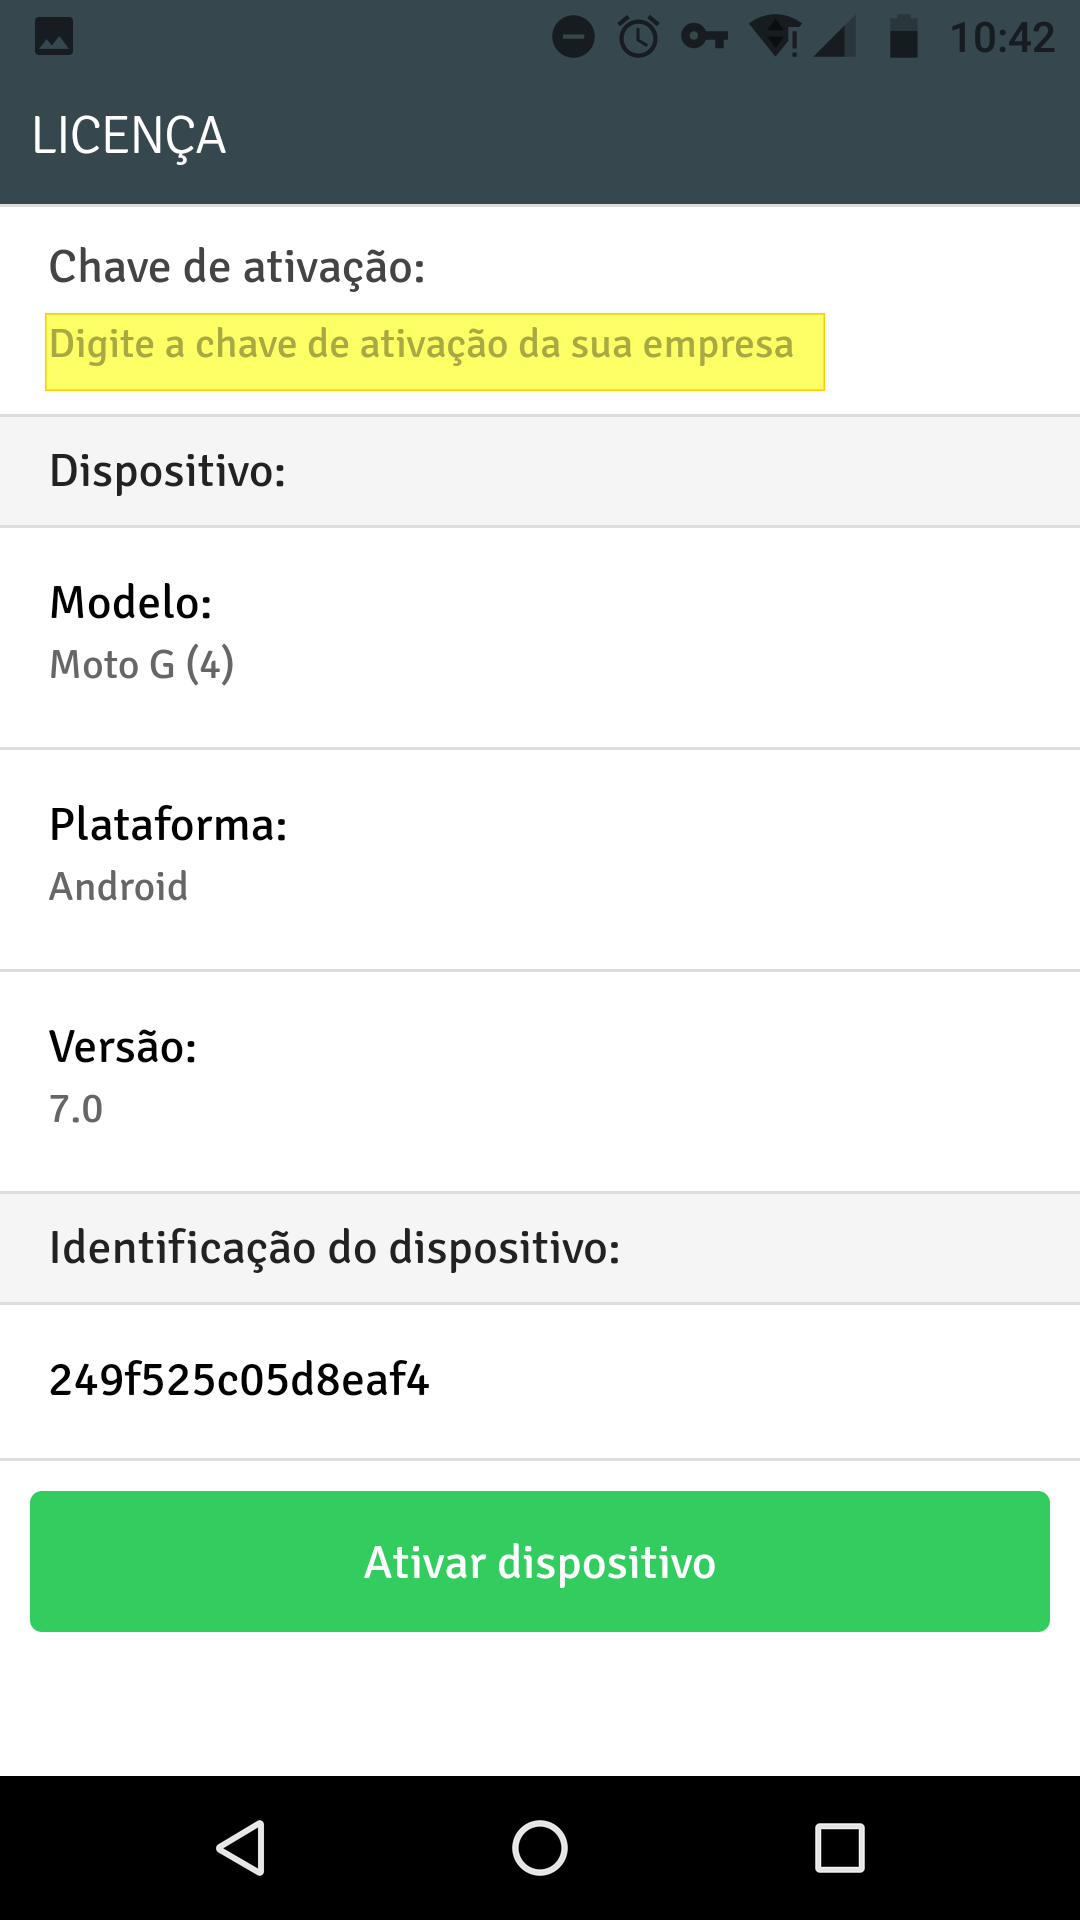 10:42
LICENÇA
Chave de ativação:
Digite a chave de ativação da sua empresa
Dispositivo:
Modelo:
Moto G (4)
Plataforma:
Android
Versão:
7.0
Identificação do dispositivo:
249f525c05d8eaf4
Ativar dispositivo